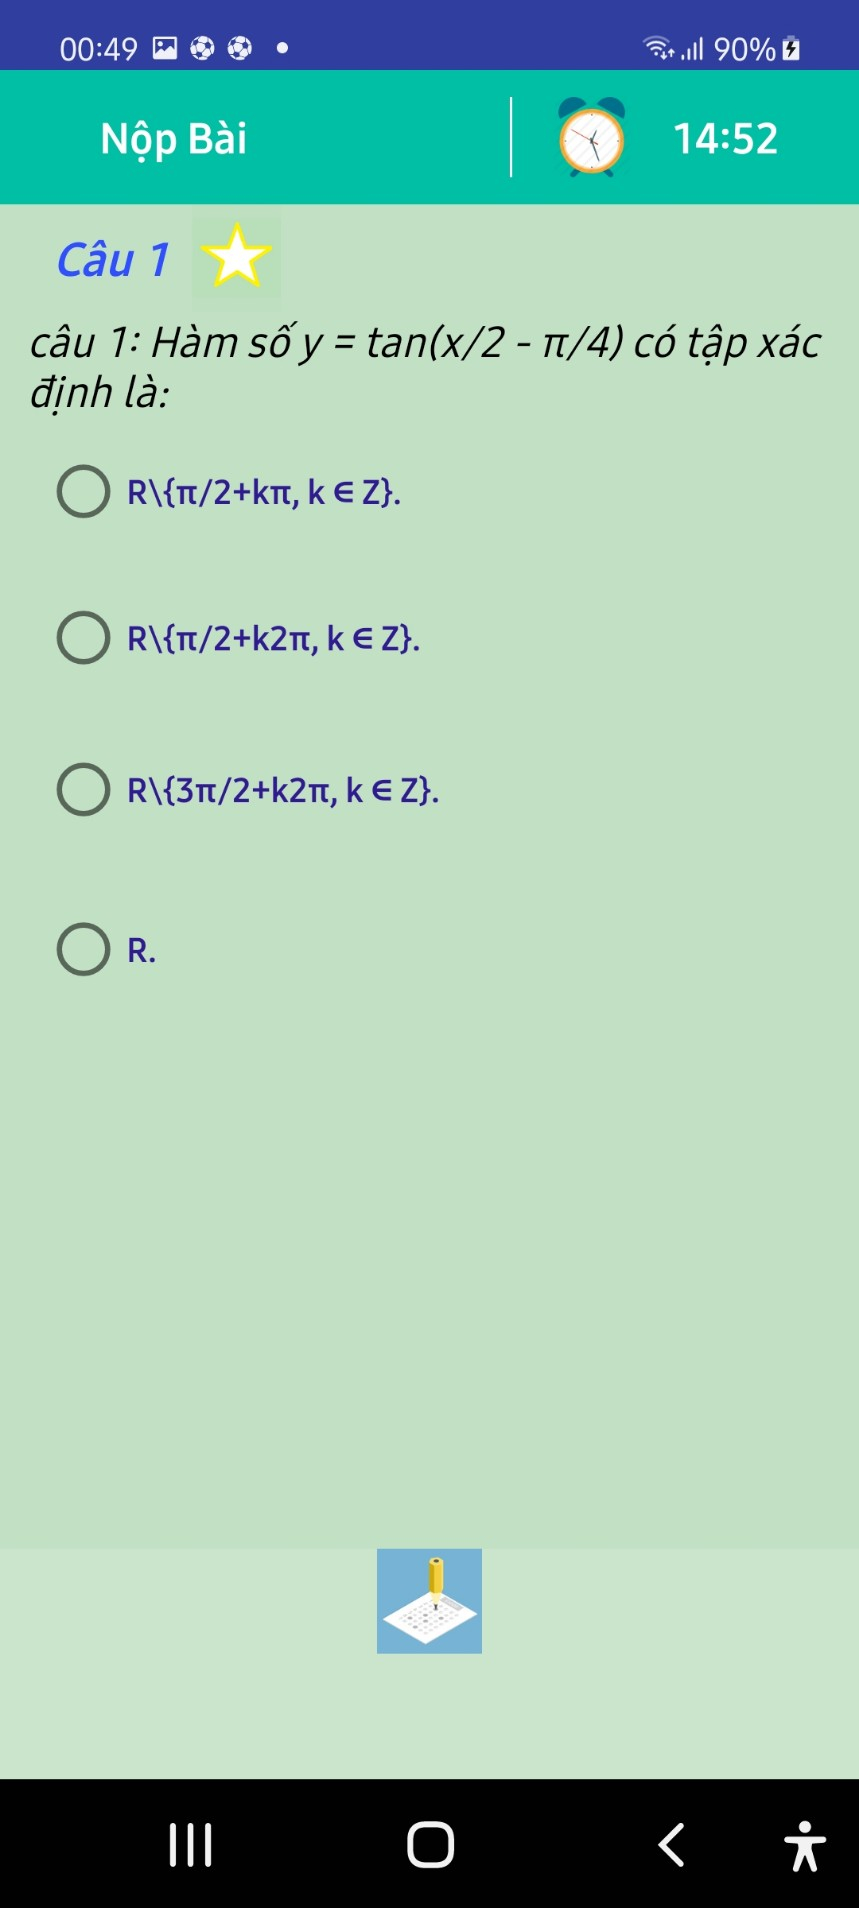 00:49 90%
Nộp Bài 14:52
Câu 1
câu 1: Hàm số y = tan(x/2 - π/4) có tập xác
định là:
R\{π/2+kπ, k ∈ Z}.
R\{π/2+k2π, k ∈ Z}.
R\{3π/2+k2π, k ∈ Z}.
R.